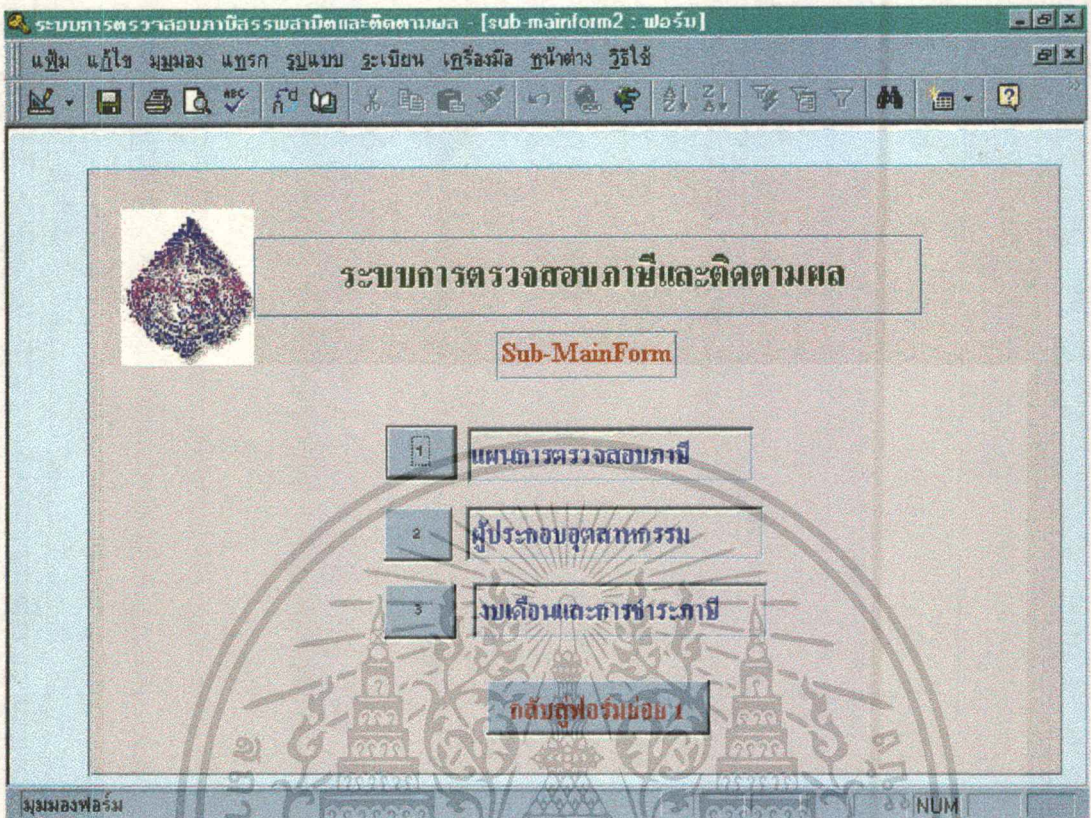 ระบบการตรวจสอบภาษีสรรพสามิตและติดตามผล - [sub-mainform2 : ฟอร์ม]
แฟ้ม แก้ไข มุมมอง แทรก รูปแบบ ระเบียน เครื่องมือ หน้าต่าง วิธีใช้
ระบบการตรวจสอบภาษีและติดตามผล
Sub-MainForm
1 แผนการตรวจสอบภาษี
2 ผู้ประกอบอุตสาหกรรม
3 งบเดือนและการชำระภาษี
กลับสู่ฟอร์มย่อย 1
มุมมองฟอร์ม NUM